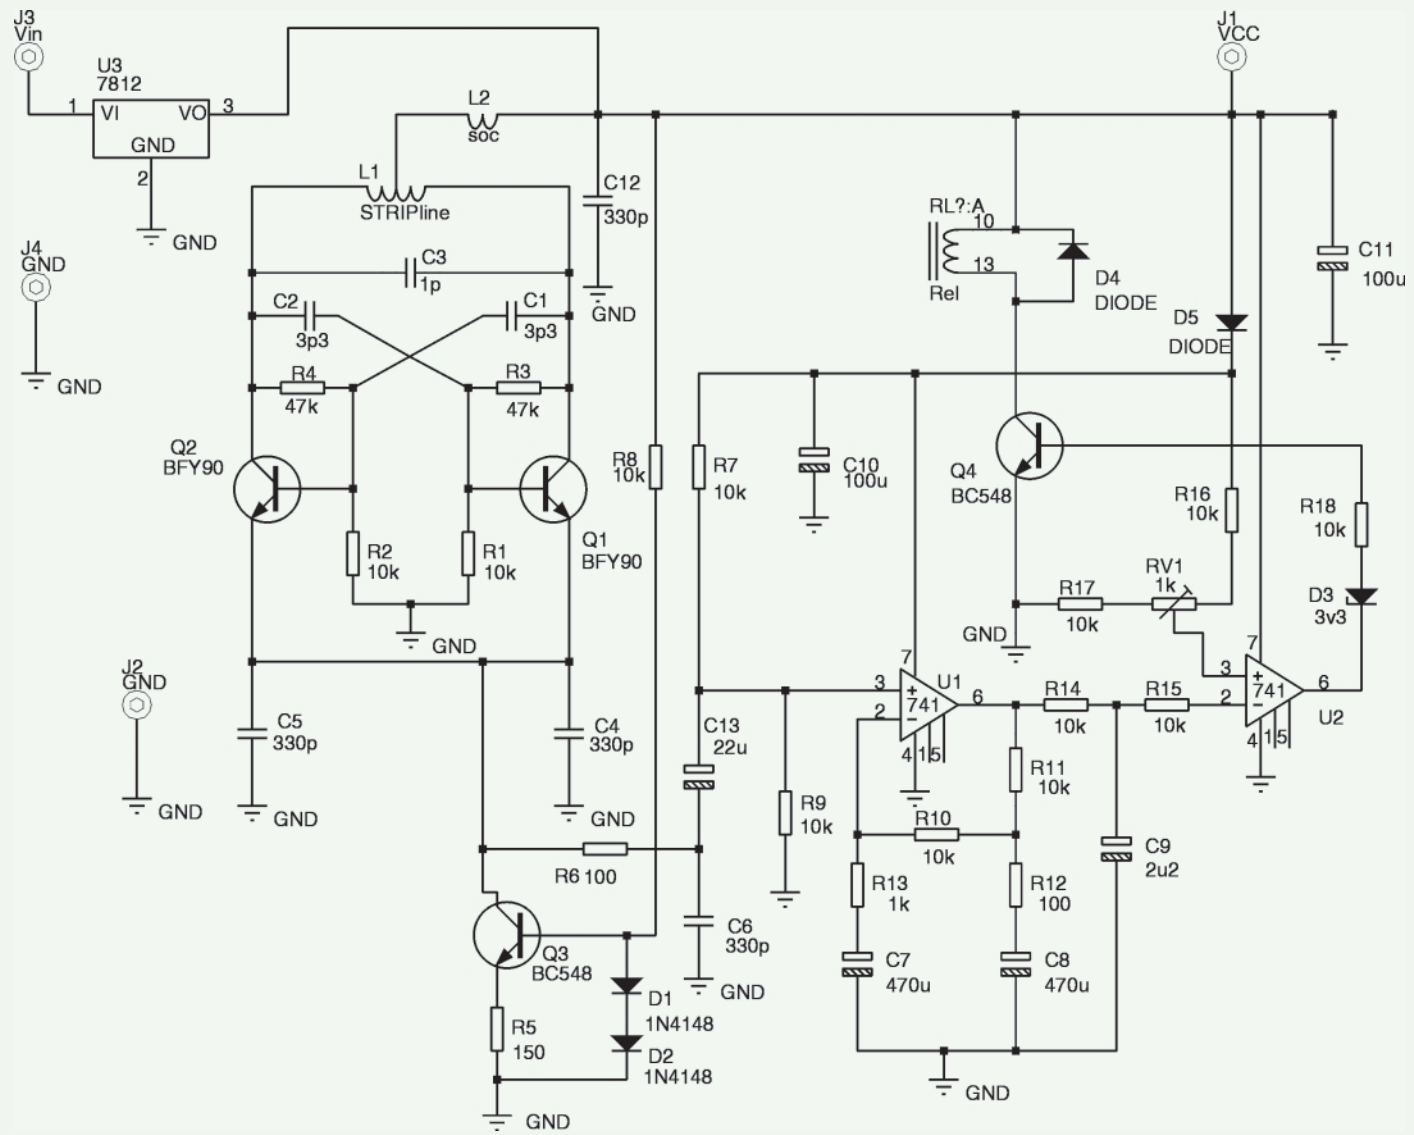 J3
Vin
U3
7812
1
VI
VO
3
GND
2
GND
J4
GND
GND
L2
soc
L1
STRIPline
C12
330p
GND
C3
1p
C2
3p3
C1
3p3
R4
47k
R3
47k
Q2
BFY90
Q1
BFY90
R2
10k
R1
10k
GND
J2
GND
GND
C5
330p
GND
C4
330p
GND
R8
10k
R7
10k
C10
100u
J1
VCC
RL?:A
10
13
Rel
D4
DIODE
D5
DIODE
C11
100u
Q4
BC548
R16
10k
R18
10k
RV1
1k
R17
10k
GND
D3
3v3
7
U1
3
+
741
2
-
6
4
1
5
R14
10k
R15
10k
7
3
+
741
2
-
6
U2
4
1
5
C13
22u
R9
10k
R11
10k
R10
10k
R13
1k
R12
100
C9
2u2
C7
470u
C8
470u
GND
R6 100
C6
330p
GND
Q3
BC548
D1
1N4148
D2
1N4148
R5
150
GND